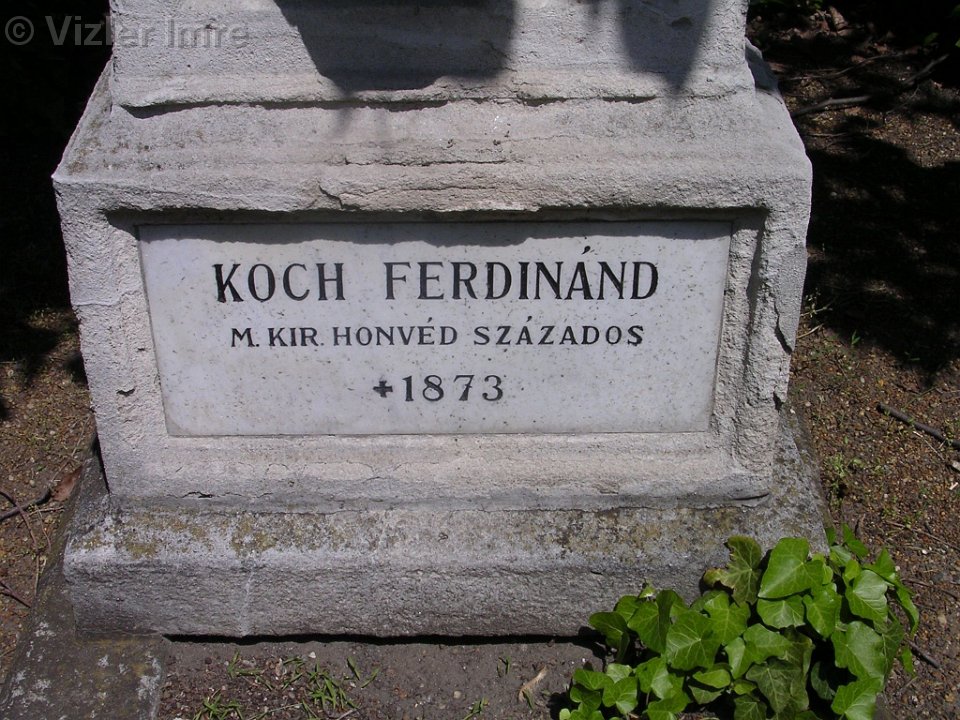 © Vizler Imre
KOCH FERDINÁND
M. KIR. HONVÉD SZÁZADOS
✝1873